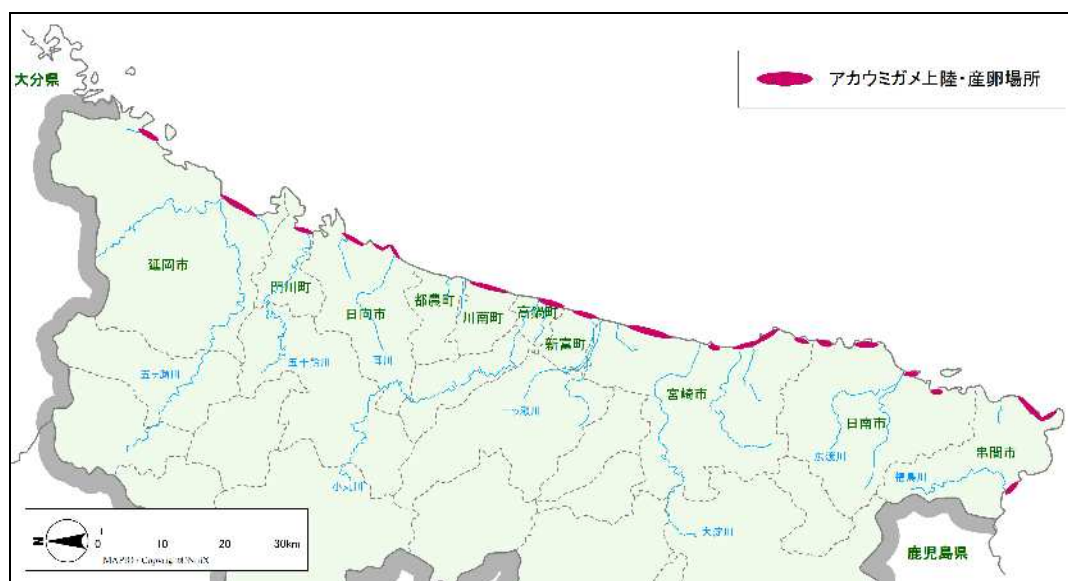 大分県
アカウミガメ上陸・産卵場所
延岡市
門川町
日向市
都農町
川南町
高鍋町
新富町
五ヶ瀬川
五十鈴川
耳川
一ッ瀬川
宮崎市
日南市
串間市
広渡川
福島川
小丸川
大淀川
鹿児島県
N
0 10 20 30km